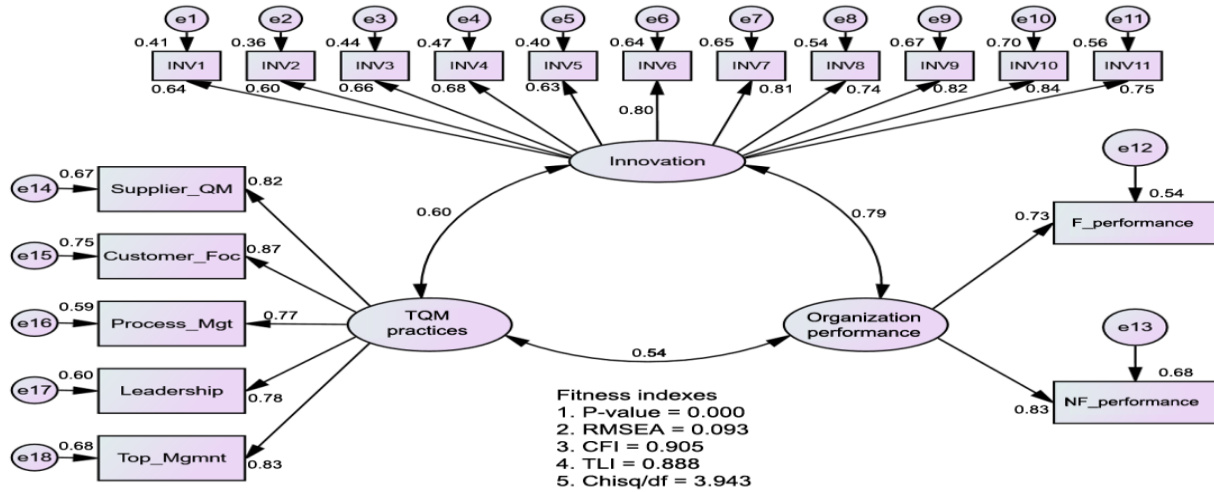 e1 e2 e3 e4 e5 e6 e7 e8 e9 e10 e11
0.41 0.36 0.44 0.47 0.40 0.64 0.65 0.54 0.67 0.70 0.56
INV1 INV2 INV3 INV4 INV5 INV6 INV7 INV8 INV9 INV10 INV11
0.64 0.60 0.66 0.68 0.63 0.80 0.81 0.74 0.82 0.84 0.75
Innovation
e12
0.54
0.73
F_performance
e14 0.67 Supplier_QM 0.82
0.60
0.79
e15 0.75 Customer_Foc 0.87
e16 0.59 Process_Mgt 0.77
TQM
practices
Organization
performance
e13
0.68
NF_performance
0.83
0.54
e17 0.60 Leadership 0.78
e18 0.68 Top_Mgmnt 0.83
Fitness indexes
1. P-value = 0.000
2. RMSEA = 0.093
3. CFI = 0.905
4. TLI = 0.888
5. Chisq/df = 3.943